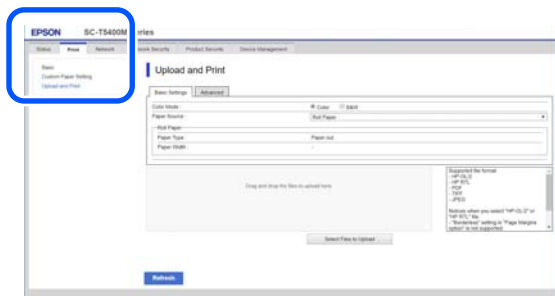 EPSON SC-T5400M Series
Status Print Network Network Security Product Security Device Management
Basic
Custom Paper Setting
Upload and Print
Upload and Print
Basic Settings Advanced
Color Mode : Color B&W
Paper Source : Roll Paper
Roll Paper
Paper Type : Paper out
Paper Width : -
Drag and drop the files to upload here.
Supported file format
- HP-GL/2
- HP RTL
- PDF
- TIFF
- JPEG
Notices when you select "HP-GL/2" or
"HP RTL" file.
- "Borderless" setting in "Page Margins
option" is not supported.
Select Files to Upload
Refresh